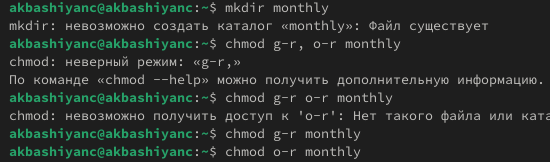 akbashiyanc@akbashiyanc:~$ mkdir monthly
mkdir: невозможно создать каталог «monthly»: Файл существует
akbashiyanc@akbashiyanc:~$ chmod g-r, o-r monthly
chmod: неверный режим: «g-r,»
По команде «chmod --help» можно получить дополнительную информацию.
akbashiyanc@akbashiyanc:~$ chmod g-r o-r monthly
chmod: невозможно получить доступ к 'o-r': Нет такого файла или ката
akbashiyanc@akbashiyanc:~$ chmod g-r monthly
akbashiyanc@akbashiyanc:~$ chmod o-r monthly